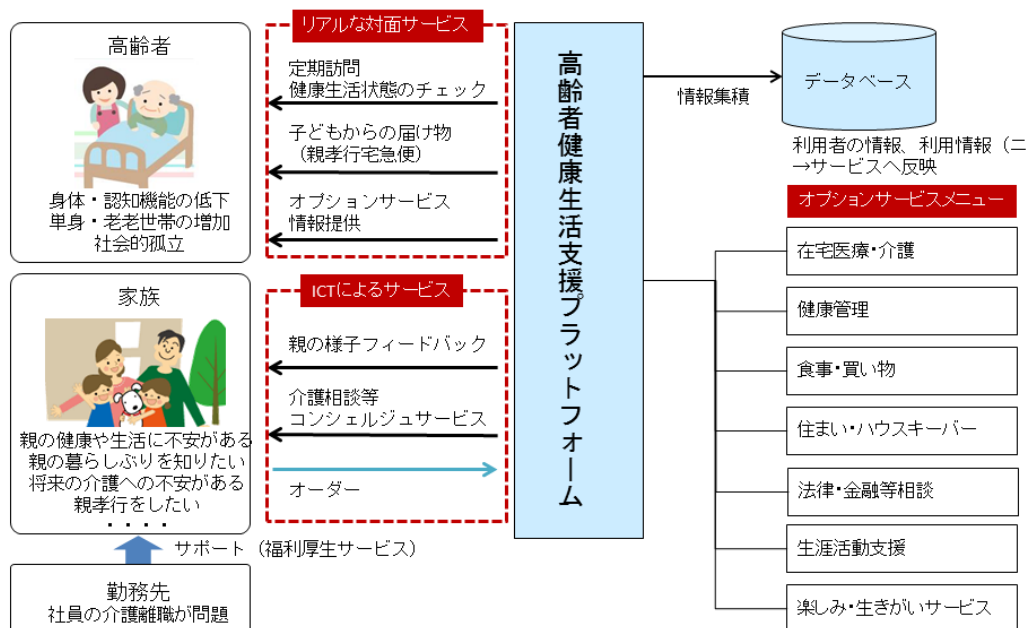 高齢者
身体・認知機能の低下
単身・老老世帯の増加
社会的孤立
家族
親の健康や生活に不安がある
親の暮らしぶりを知りたい
将来の介護への不安がある
親孝行をしたい
・・・・
サポート（福利厚生サービス）
勤務先
社員の介護離職が問題
リアルな対面サービス
定期訪問
健康生活状態のチェック
子どもからの届け物
（親孝行宅急便）
オプションサービス
情報提供
ICTによるサービス
親の様子フィードバック
介護相談等
コンシェルジュサービス
オーダー
高齢者健康生活支援プラットフォーム
情報集積
データベース
利用者の情報、利用情報（ニ
→サービスへ反映
オプションサービスメニュー
在宅医療・介護
健康管理
食事・買い物
住まい・ハウスキーバー
法律・金融等相談
生涯活動支援
楽しみ・生きがいサービス